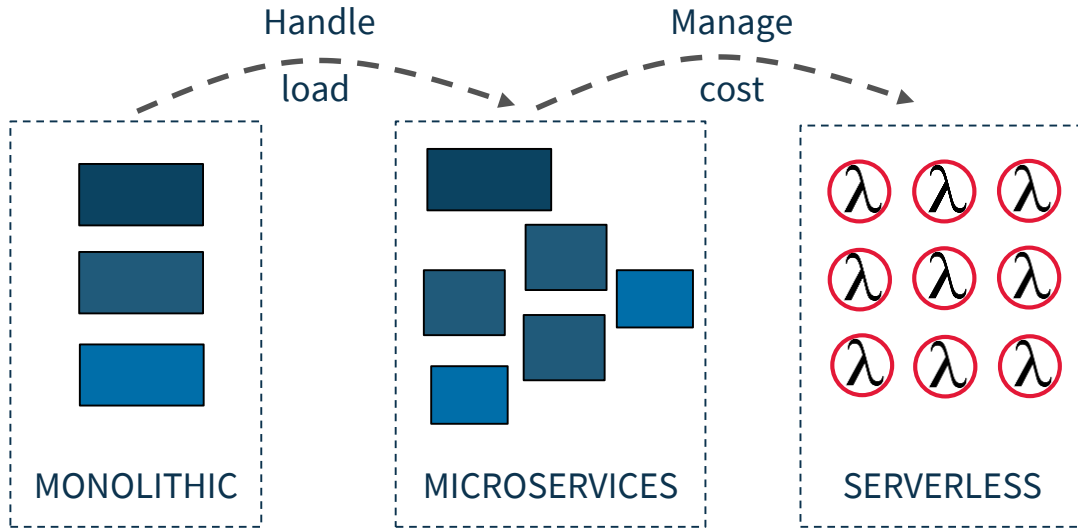 Handle
load
Manage
cost
λ λ λ
λ λ λ
λ λ λ
MONOLITHIC
MICROSERVICES
SERVERLESS